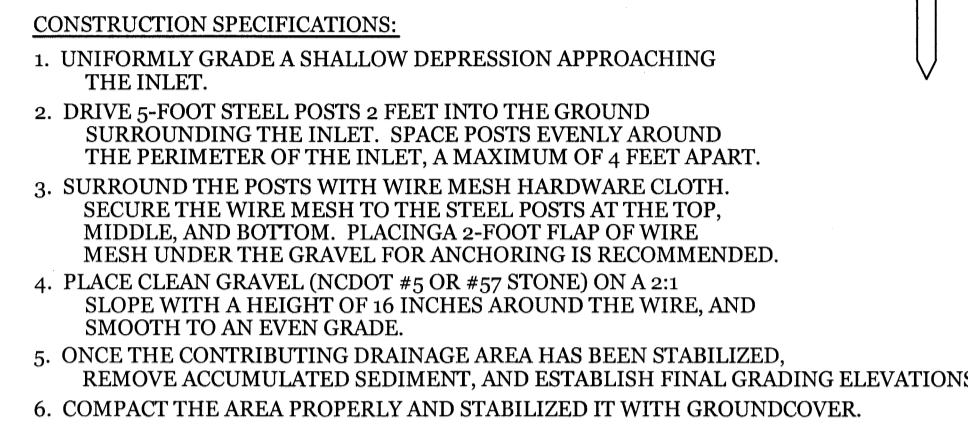 CONSTRUCTION SPECIFICATIONS:
1. UNIFORMLY GRADE A SHALLOW DEPRESSION APPROACHING
THE INLET.
2. DRIVE 5-FOOT STEEL POSTS 2 FEET INTO THE GROUND
SURROUNDING THE INLET. SPACE POSTS EVENLY AROUND
THE PERIMETER OF THE INLET, A MAXIMUM OF 4 FEET APART.
3. SURROUND THE POSTS WITH WIRE MESH HARDWARE CLOTH.
SECURE THE WIRE MESH TO THE STEEL POSTS AT THE TOP,
MIDDLE, AND BOTTOM. PLACINGA 2-FOOT FLAP OF WIRE
MESH UNDER THE GRAVEL FOR ANCHORING IS RECOMMENDED.
4. PLACE CLEAN GRAVEL (NCDOT #5 OR #57 STONE) ON A 2:1
SLOPE WITH A HEIGHT OF 16 INCHES AROUND THE WIRE, AND
SMOOTH TO AN EVEN GRADE.
5. ONCE THE CONTRIBUTING DRAINAGE AREA HAS BEEN STABILIZED,
REMOVE ACCUMULATED SEDIMENT, AND ESTABLISH FINAL GRADING ELEVATIONS
6. COMPACT THE AREA PROPERLY AND STABILIZED IT WITH GROUNDCOVER.